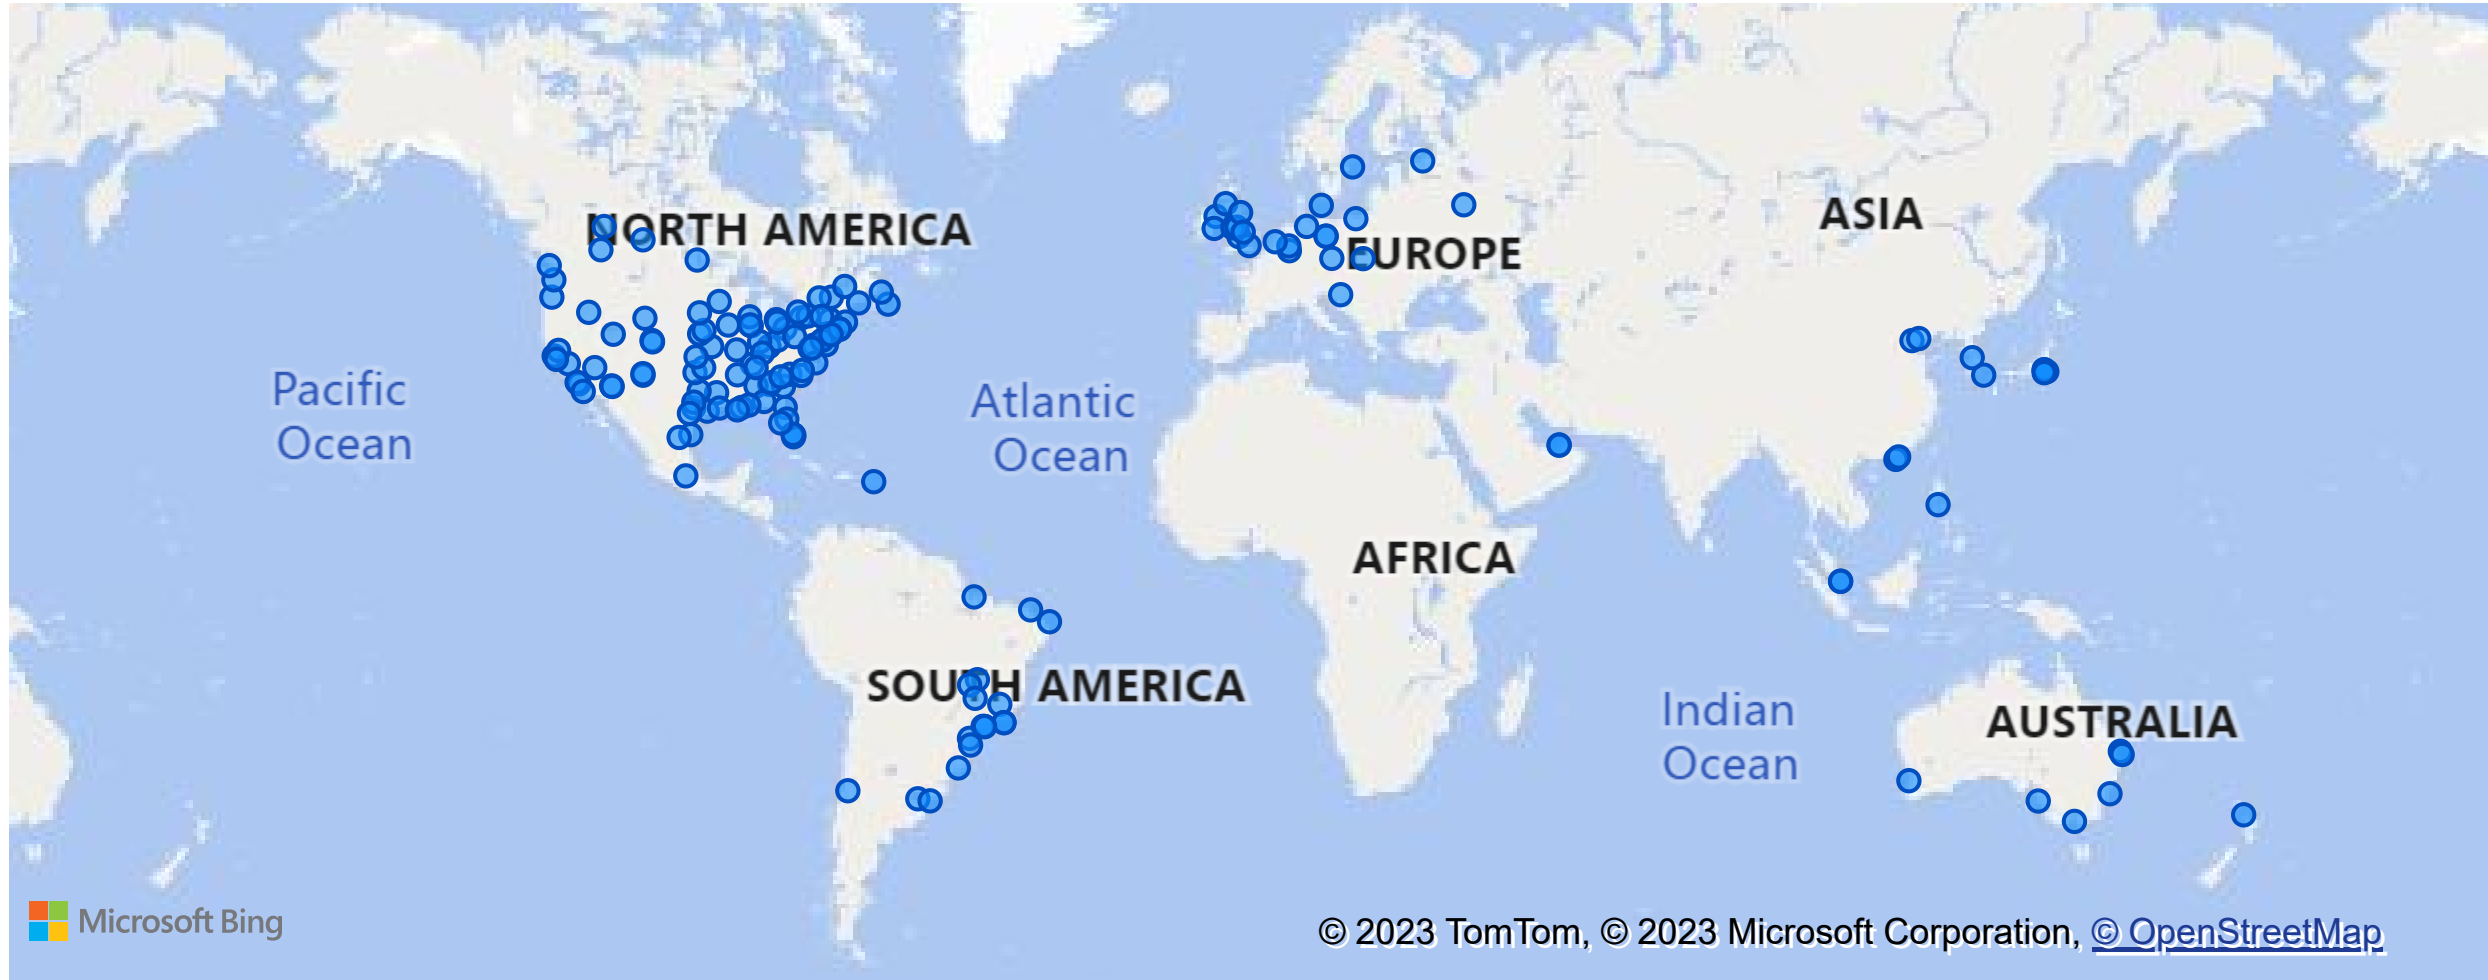 NORTH AMERICA
ASIA
EUROPE
Pacific
Ocean
Atlantic
Ocean
AFRICA
SOUTH AMERICA
Indian
Ocean
AUSTRALIA
Microsoft Bing
© 2023 TomTom, © 2023 Microsoft Corporation, © OpenStreetMap